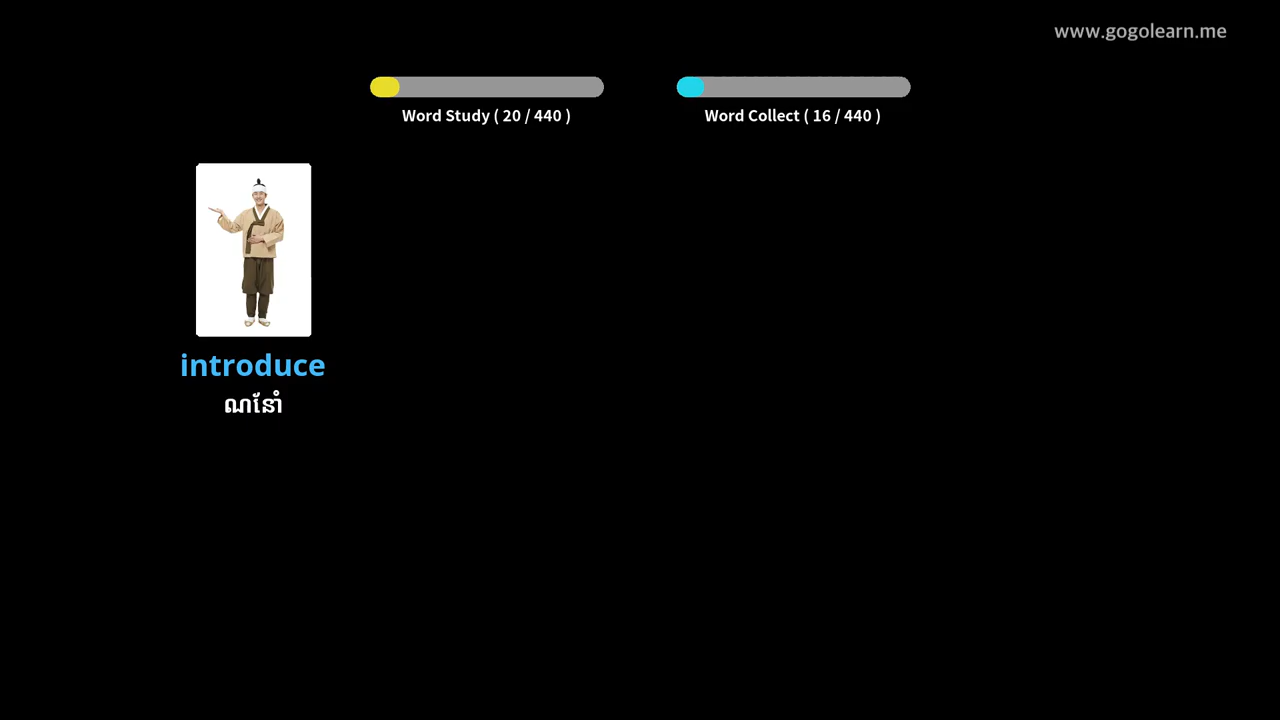 www.gogolearn.me
Word Study ( 20 / 440 )
Word Collect ( 16 / 440 )
introduce
ណែនាំ